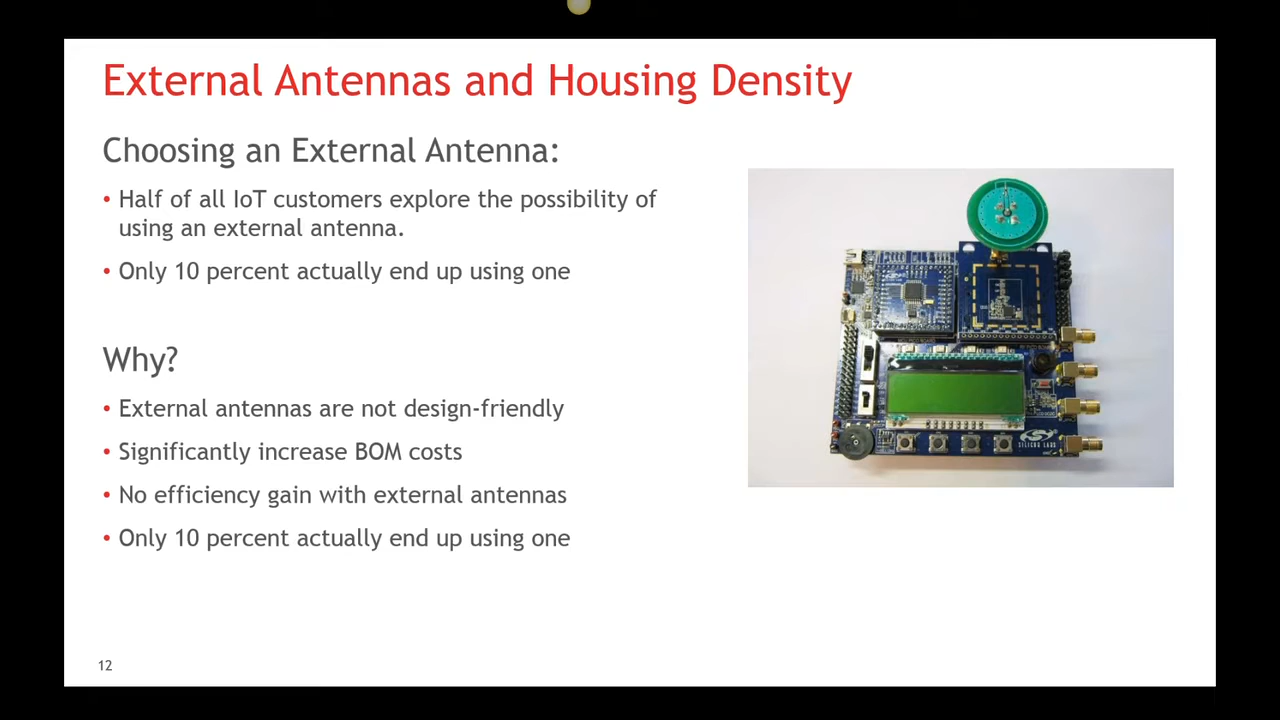 External Antennas and Housing Density
Choosing an External Antenna:
• Half of all IoT customers explore the possibility of
using an external antenna.
• Only 10 percent actually end up using one
Why?
• External antennas are not design-friendly
• Significantly increase BOM costs
• No efficiency gain with external antennas
• Only 10 percent actually end up using one
SILICON LABS
12